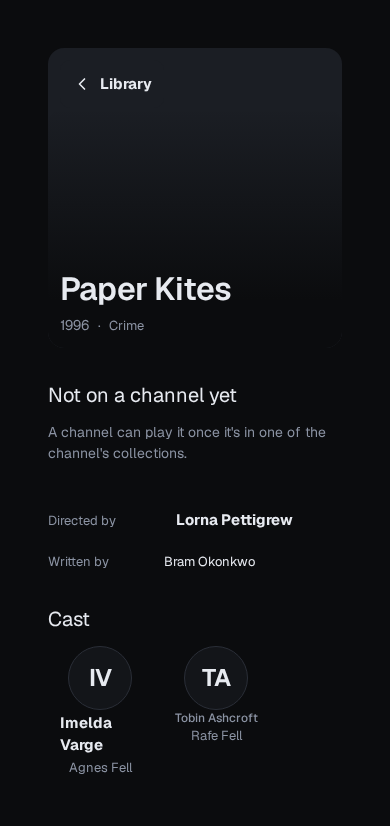 Library
Paper Kites
1996 · Crime
Not on a channel yet
A channel can play it once it's in one of the
channel's collections.
Directed by Lorna Pettigrew
Written by Bram Okonkwo
Cast
IV TA
Imelda
Varge
Agnes Fell
Tobin Ashcroft
Rafe Fell